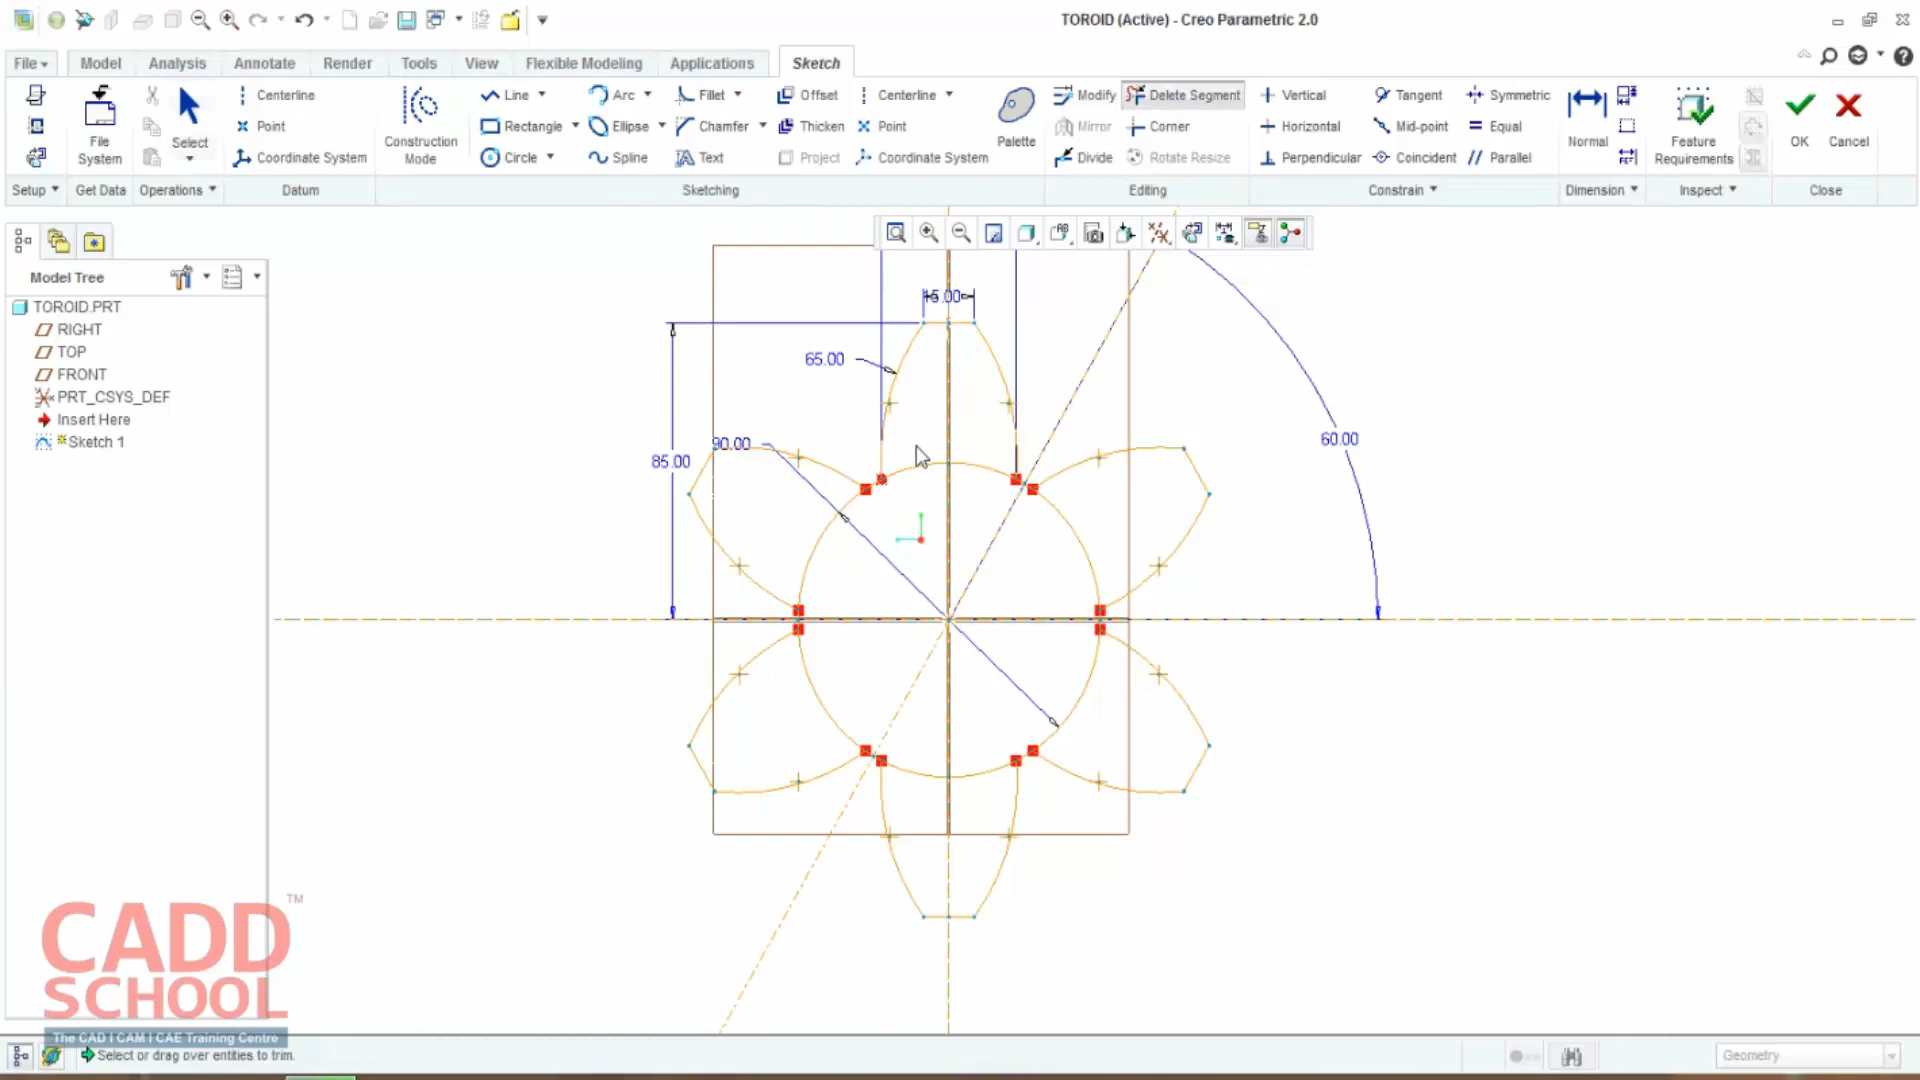 TOROID (Active) - Creo Parametric 2.0
File Model Analysis Annotate Render Tools View Flexible Modeling Applications Sketch
Centerline Line Arc Fillet Offset Centerline Modify Delete Segment Vertical Tangent Symmetric
Point Rectangle Ellipse Chamfer Thicken Point Mirror Corner Horizontal Mid-point Equal
File System Select Construction Mode Palette Normal Feature Requirements OK Cancel
Coordinate System Circle Spline Text Project Coordinate System Divide Rotate Resize Perpendicular Coincident Parallel
Setup Get Data Operations Datum Sketching Editing Constrain Dimension Inspect Close
Model Tree
TOROID.PRT
RIGHT
TOP
FRONT
PRT_CSYS_DEF
Insert Here
Sketch 1
15.00
65.00
90.00
85.00
60.00
CADD
SCHOOL
TM
The CAD I CAM I CAE Training Centre
Select or drag over entities to trim.
Geometry